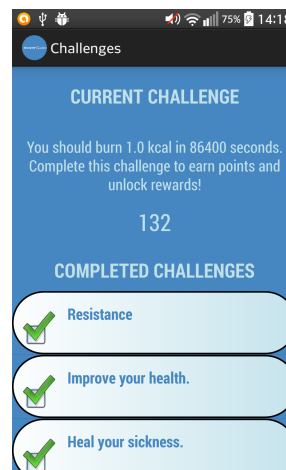 75% 14:18
Challenges
CURRENT CHALLENGE
You should burn 1.0 kcal in 86400 seconds.
Complete this challenge to earn points and
unlock rewards!
132
COMPLETED CHALLENGES
Resistance
Improve your health.
Heal your sickness.